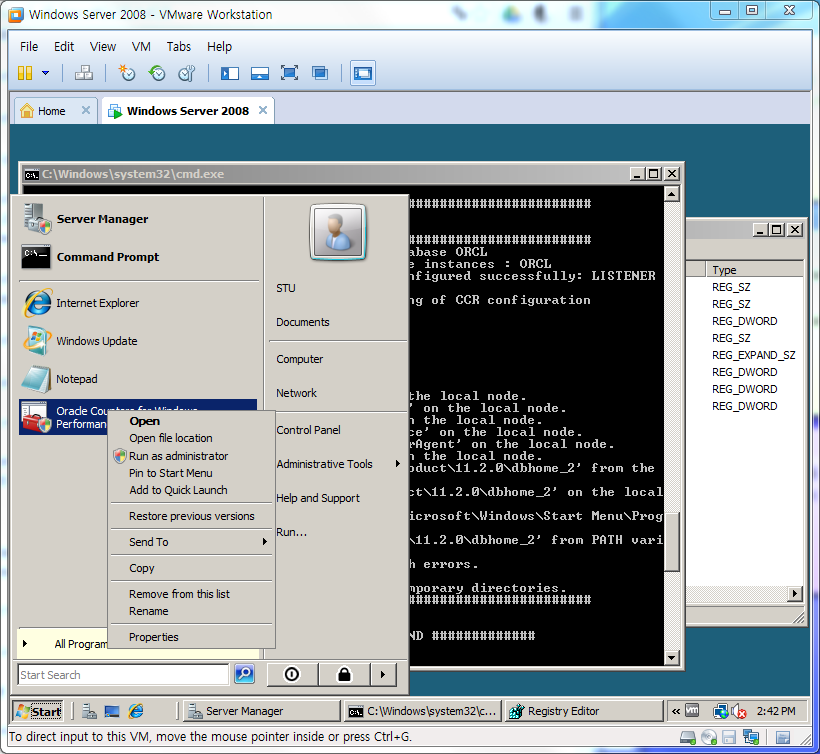 Windows Server 2008 - VMware Workstation
File Edit View VM Tabs Help
Home
Windows Server 2008
C:\Windows\system32\cmd.exe
########################
########################
abase ORCL
e instances : ORCL
nfigured successfully: LISTENER
ng of CCR configuration
the local node.
' on the local node.
n the local node.
ce' on the local node.
rAgent' on the local node.
n the local node.
oduct\11.2.0\dbhome_2' from the
ct\11.2.0\dbhome_2' on the local
icrosoft\Windows\Start Menu\Prog
\11.2.0\dbhome_2' from PATH vari
h errors.
mporary directories.
########################
ND #############
Type
REG_SZ
REG_SZ
REG_DWORD
REG_SZ
REG_EXPAND_SZ
REG_DWORD
REG_DWORD
REG_DWORD
Server Manager
Command Prompt
Internet Explorer
Windows Update
Notepad
Oracle Counters for Windows
Performan
All Program
Start Search
STU
Documents
Computer
Network
Control Panel
Administrative Tools
Help and Support
Run...
Open
Open file location
Run as administrator
Pin to Start Menu
Add to Quick Launch
Restore previous versions
Send To
Copy
Remove from this list
Rename
Properties
Start
Server Manager
C:\Windows\system32\c...
Registry Editor
2:42 PM
To direct input to this VM, move the mouse pointer inside or press Ctrl+G.